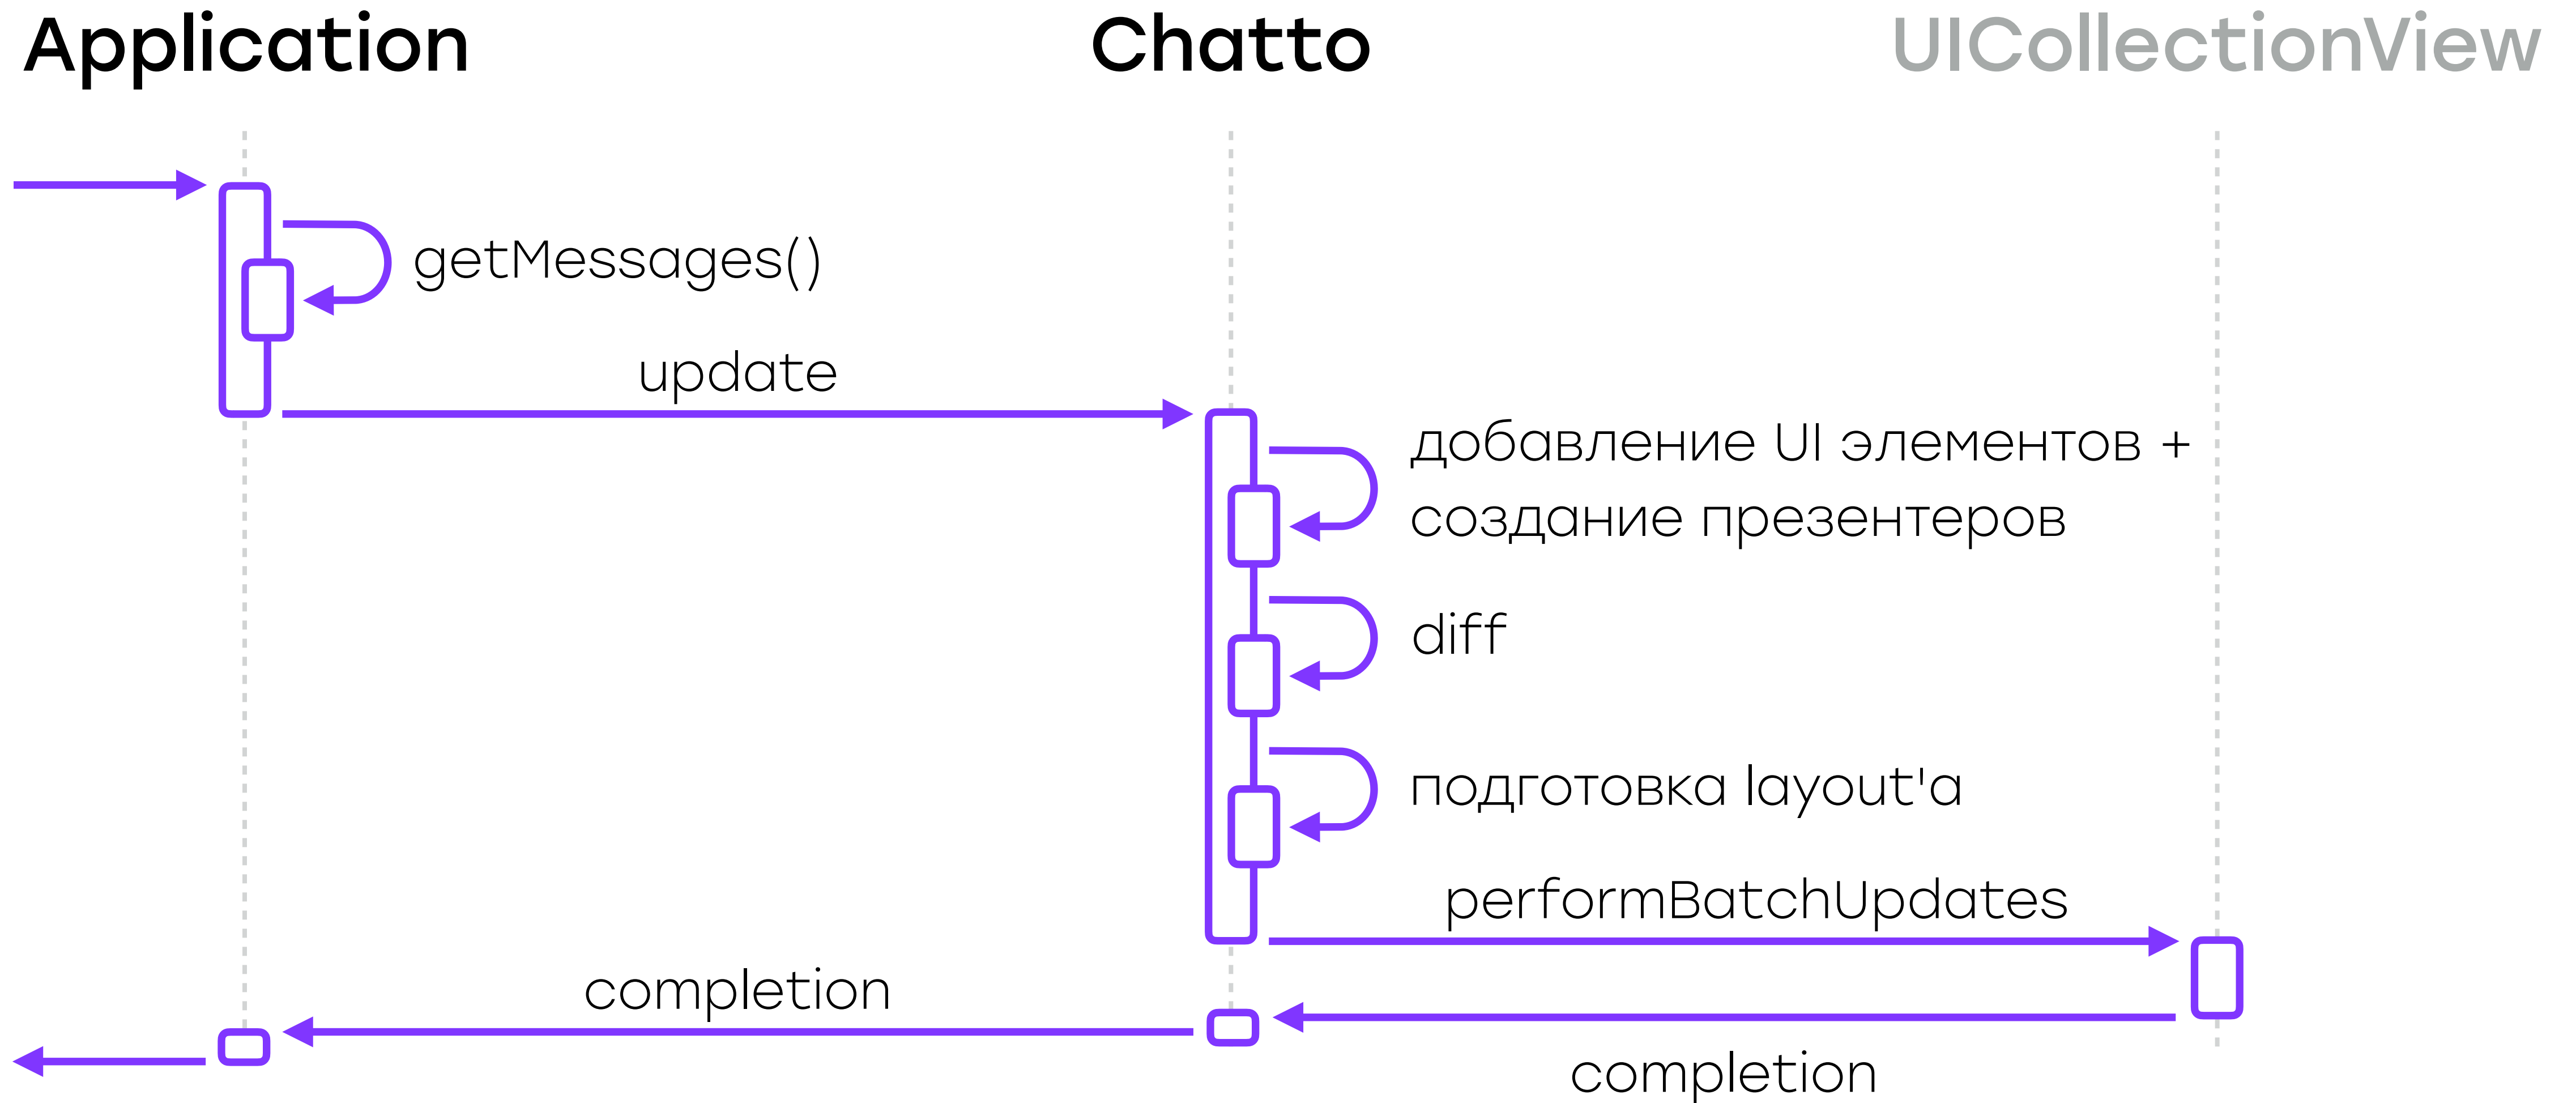 Application
Chatto
UICollectionView
getMessages()
update
добавление UI элементов +
создание презентеров
diff
подготовка layout'а
performBatchUpdates
completion
completion